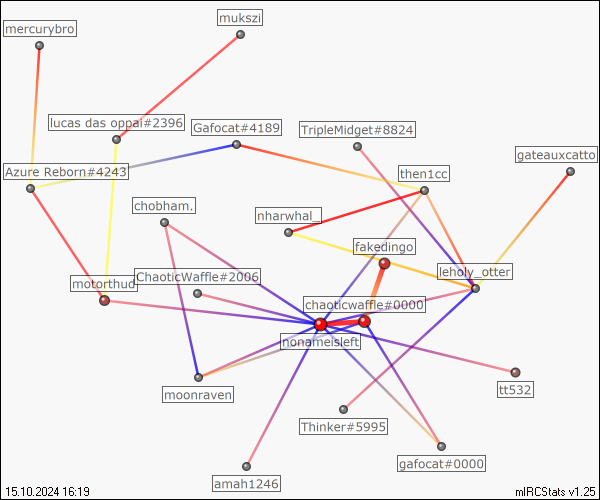 mukszi
mercurybro
lucas das oppai#2396
Gafocat#4189
TripleMidget#8824
gateauxcatto
Azure Reborn#4243
then1cc
chobham.
nharwhal_
fakedingo
leholy_otter
ChaoticWaffle#2006
motorthud
chaoticwaffle#0000
nonameisleft
moonraven
tt532
Thinker#5995
gafocat#0000
amah1246
15.10.2024 16:19
mIRCStats v1.25